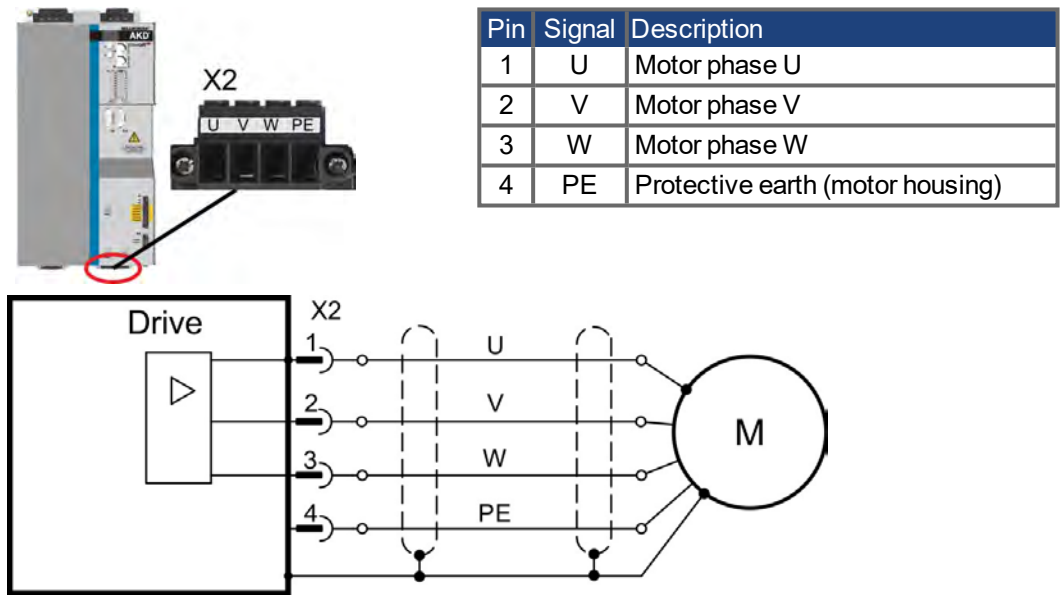 AKD
X2
U V W PE
Pin Signal Description
1 U Motor phase U
2 V Motor phase V
3 W Motor phase W
4 PE Protective earth (motor housing)
Drive
X2
1 U
2 V
3 W
4 PE
M